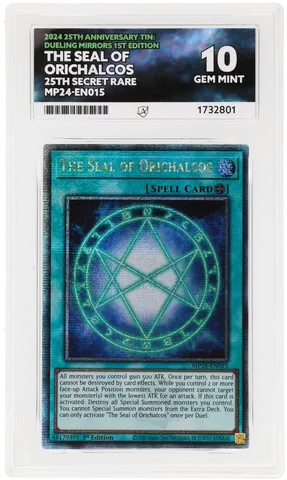 2024 25TH ANNIVERSARY TIN:
DUELING MIRRORS 1ST EDITION
THE SEAL OF
ORICHALCOS
25TH SECRET RARE
MP24-EN015
10
GEM MINT
1732801
THE SEAL OF ORICHALCOS
[SPELL CARD]
MP24-EN015
All monsters you control gain 500 ATK. Once per turn, this card
cannot be destroyed by card effects. While you control 2 or more
face-up Attack Position monsters, your opponent cannot target
your monster(s) with the lowest ATK for an attack. If this card is
activated: Destroy all Special Summoned monsters you control.
You cannot Special Summon monsters from the Extra Deck. You can
only activate "The Seal of Orichalcos" once per Duel.
1st Edition